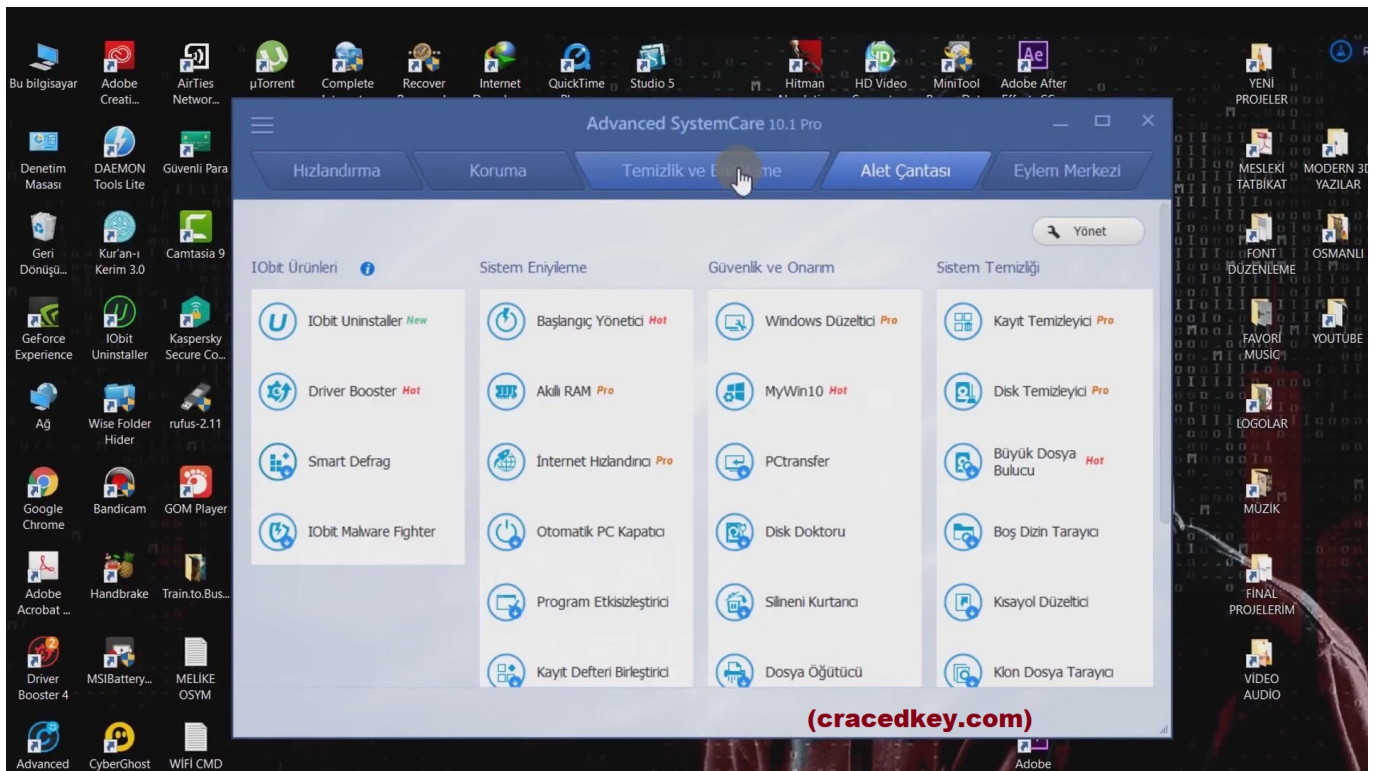 Bu bilgisayar
Adobe
Creati...
AirTies
Networ...
µTorrent
Complete
Recover
Internet
QuickTime
Studio 5
Hitman
HD Video
MiniTool
Adobe After
YENİ
PROJELER
Denetim
Masası
DAEMON
Tools Lite
Güvenli Para
MESLEKİ
TATBİKAT
MODERN 3D
YAZILAR
Geri
Dönüşü...
Kur'an-ı
Kerim 3.0
Camtasia 9
FONT
DÜZENLEME
OSMANLI
GeForce
Experience
IObit
Uninstaller
Kaspersky
Secure Co...
FAVORİ
MUSİC
YOUTUBE
Ağ
Wise Folder
Hider
rufus-2.11
LOGOLAR
Google
Chrome
Bandicam
GOM Player
MÜZİK
Adobe
Acrobat ...
Handbrake
Train.to.Bus...
FİNAL
PROJELERİM
Driver
Booster 4
MSIBattery...
MELİKE
OSYM
VİDEO
AUDİO
Advanced
CyberGhost
WİFİ CMD
Adobe
Advanced SystemCare 10.1 Pro
Hızlandırma
Koruma
Temizlik ve
Alet Çantası
Eylem Merkezi
Yönet
IObit Ürünleri
Sistem Eniyileme
Güvenlik ve Onarım
Sistem Temizliği
IObit Uninstaller New
Başlangıç Yönetici Hot
Windows Düzeltici Pro
Kayıt Temizleyici Pro
Driver Booster Hot
Akıllı RAM Pro
MyWin10 Hot
Disk Temizleyici Pro
Smart Defrag
İnternet Hızlandırıcı Pro
PCtransfer
Büyük Dosya
Bulucu Hot
IObit Malware Fighter
Otomatik PC Kapatıcı
Disk Doktoru
Boş Dizin Tarayıcı
Program Etkisizleştirici
Silineni Kurtarıcı
Kısayol Düzeltici
Kayıt Defteri Birleştirici
Dosya Öğütücü
Klon Dosya Tarayıcı
(cracedkey.com)